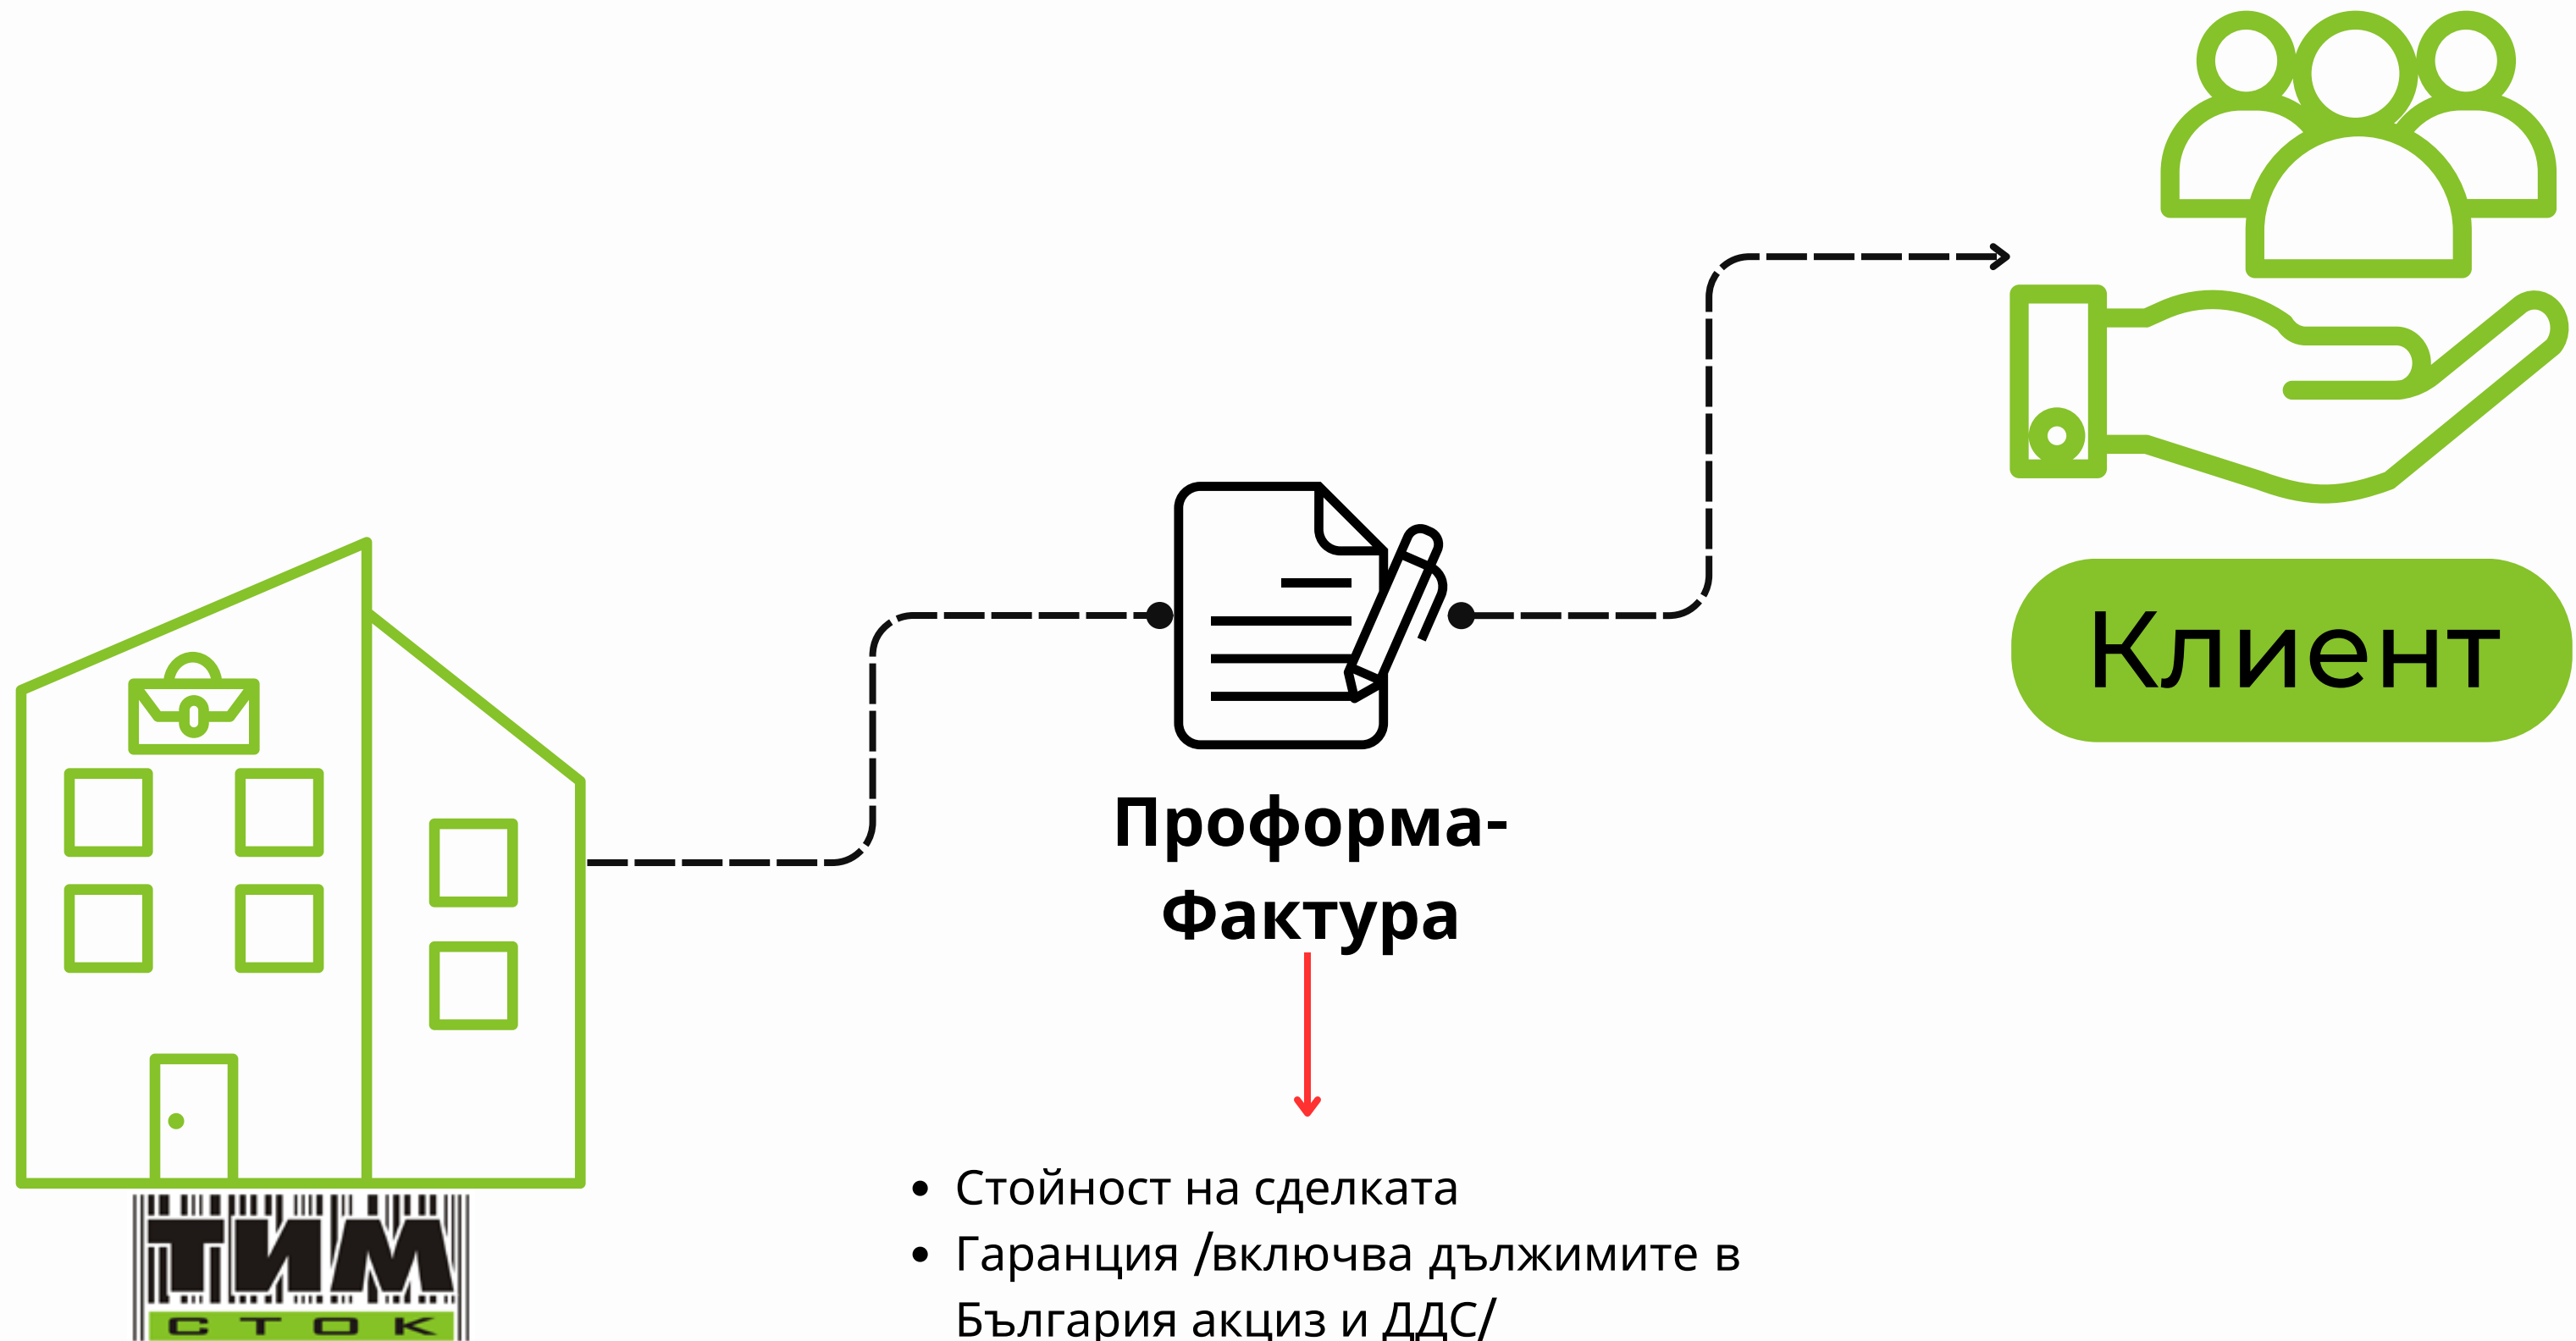 Клиент
Проформа-
Фактура
Стойност на сделката
Гаранция /включва дължимите в
България акциз и ДДС/
ТИМ
СТОК